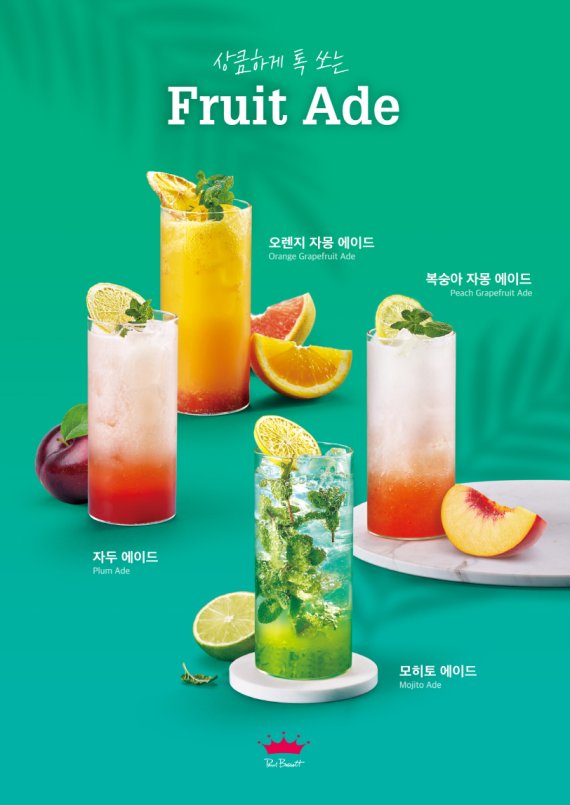 상큼하게 톡 쏘는
Fruit Ade
오렌지 자몽 에이드
Orange Grapefruit Ade
복숭아 자몽 에이드
Peach Grapefruit Ade
자두 에이드
Plum Ade
모히토 에이드
Mojito Ade
Paul Bassett